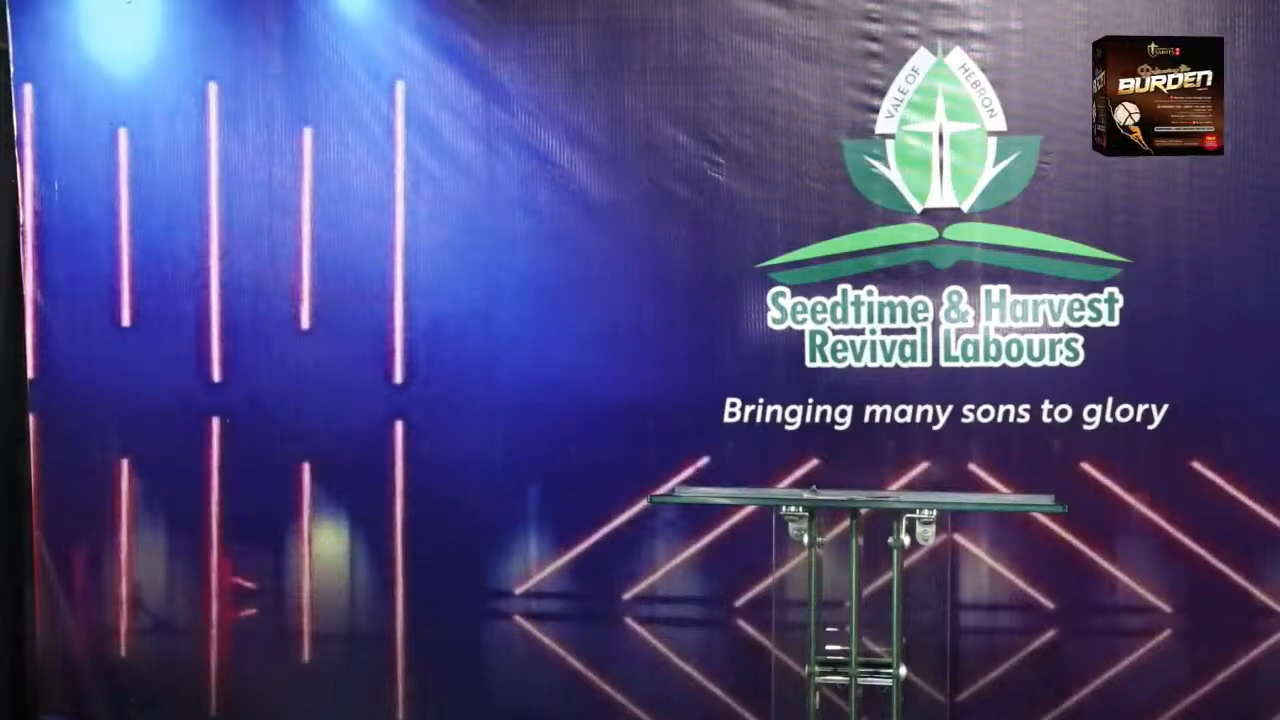 VALE OF HEBRON
Seedtime & Harvest
Revival Labours
Bringing many sons to glory
BURDEN